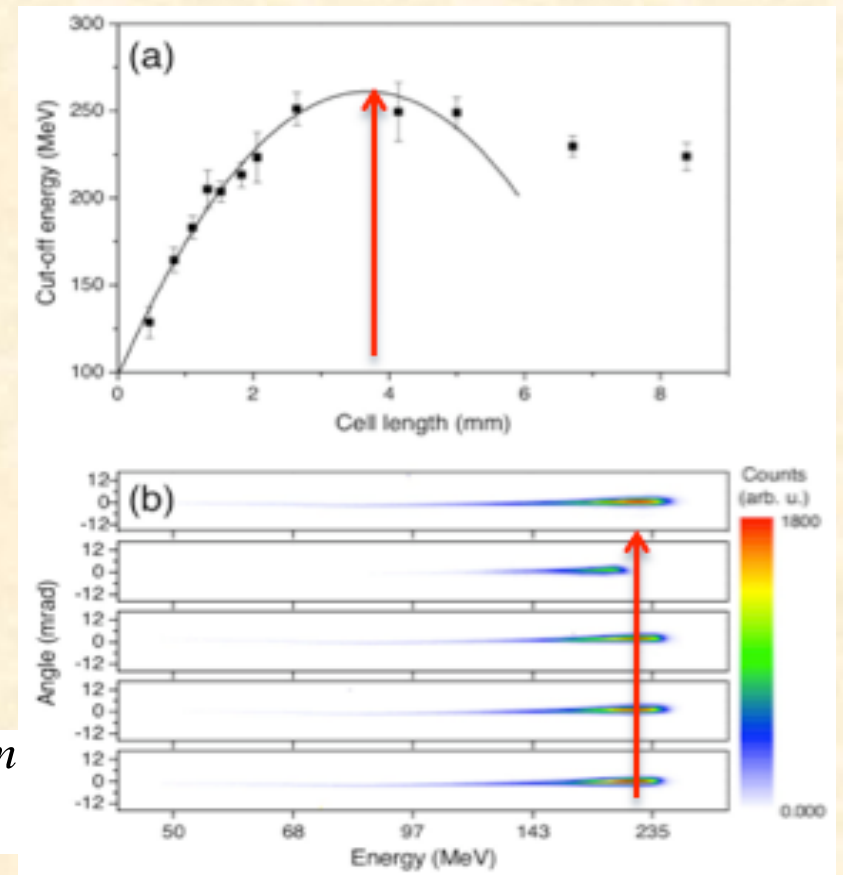 (a)
Cut-off energy (MeV)
300
250
200
150
100
0 2 4 6 8
Cell length (mm)
(b)
Counts
(arb. u.)
1800
0.000
Angle (mrad)
12
0
-12
12
0
-12
12
0
-12
12
0
-12
12
0
-12
50 68 97 143 235
Energy (MeV)
n